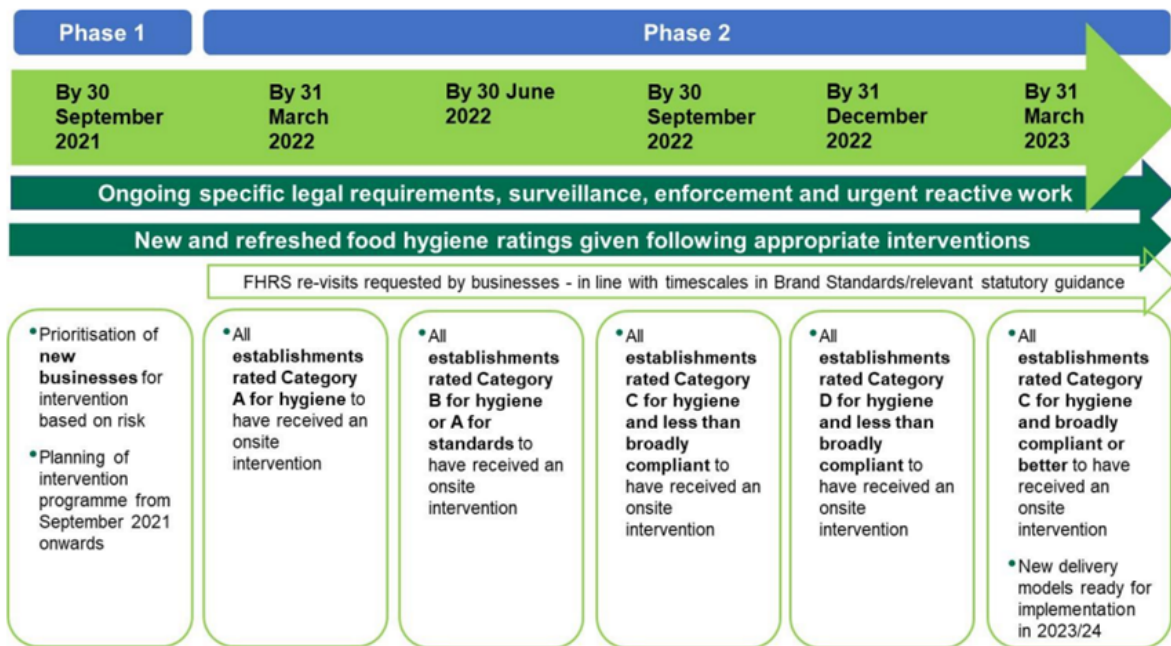 Phase 1
Phase 2
By 30
September
2021
By 31
March
2022
By 30 June
2022
By 30
September
2022
By 31
December
2022
By 31
March
2023
Ongoing specific legal requirements, surveillance, enforcement and urgent reactive work
New and refreshed food hygiene ratings given following appropriate interventions
FHRS re-visits requested by businesses - in line with timescales in Brand Standards/relevant statutory guidance
•Prioritisation of
new
businesses for
intervention
based on risk
•Planning of
intervention
programme from
September 2021
onwards
•All
establishments
rated Category
A for hygiene to
have received an
onsite
intervention
•All
establishments
rated Category
B for hygiene
or A for
standards to
have received an
onsite
intervention
•All
establishments
rated Category
C for hygiene
and less than
broadly
compliant to
have received an
onsite
intervention
•All
establishments
rated Category
D for hygiene
and less than
broadly
compliant to
have received an
onsite
intervention
•All
establishments
rated Category
C for hygiene
and broadly
compliant or
better to have
received an
onsite
intervention
•New delivery
models ready for
implementation
in 2023/24